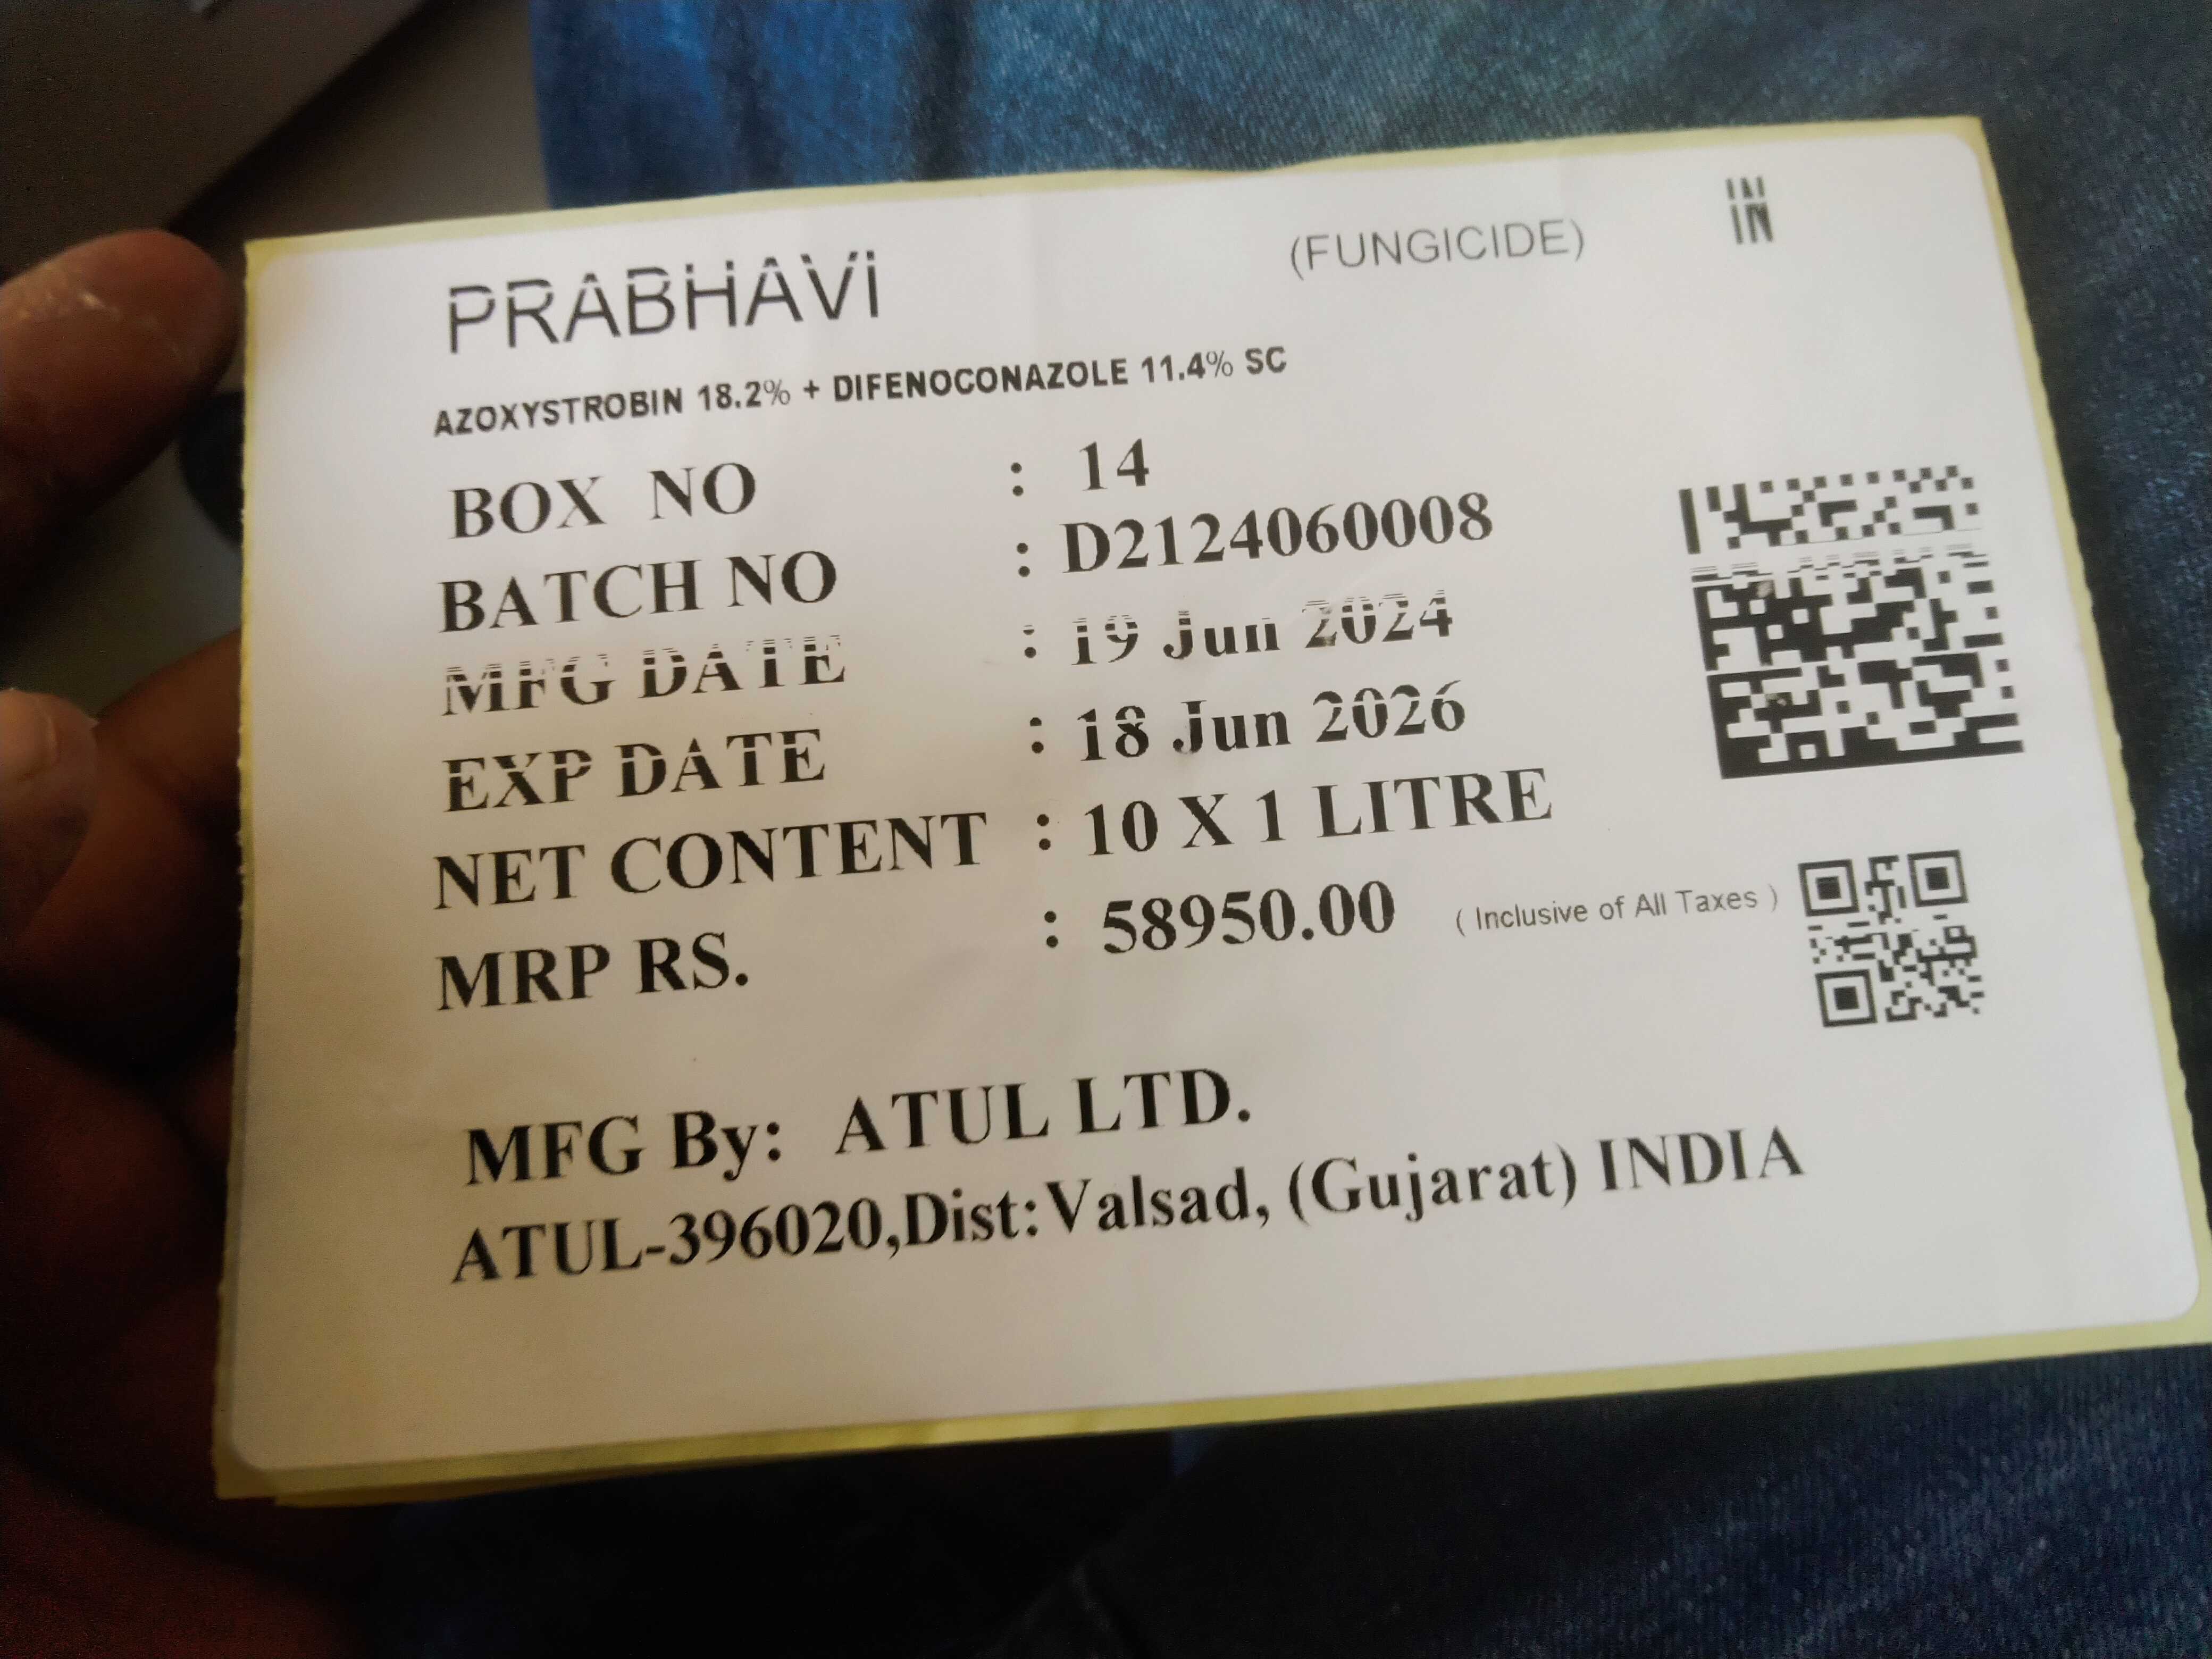 PRABHAVI (FUNGICIDE) IN
AZOXYSTROBIN 18.2% + DIFENOCONAZOLE 11.4% SC
BOX NO : 14
BATCH NO : D2124060008
MFG DATE : 19 Jun 2024
EXP DATE : 18 Jun 2026
NET CONTENT : 10 X 1 LITRE
MRP RS. : 58950.00 ( Inclusive of All Taxes )
MFG By: ATUL LTD.
ATUL-396020,Dist:Valsad, (Gujarat) INDIA